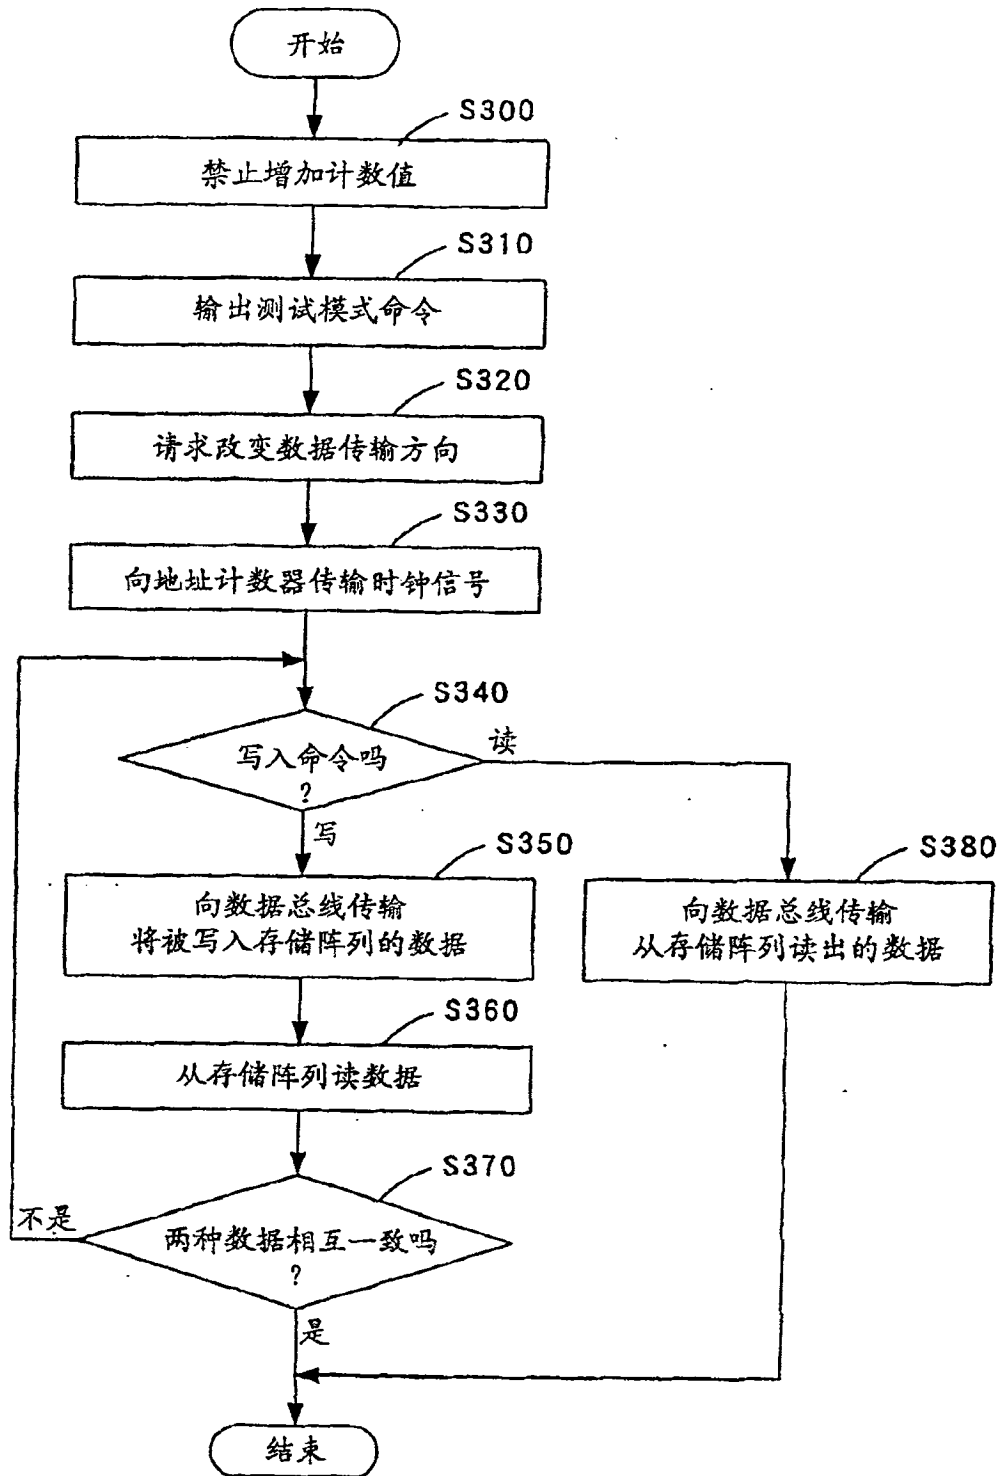 开始
S300
禁止增加计数值
S310
输出测试模式命令
S320
请求改变数据传输方向
S330
向地址计数器传输时钟信号
S340
写入命令吗
?
读
写
S350
向数据总线传输
将被写入存储阵列的数据
S380
向数据总线传输
从存储阵列读出的数据
S360
从存储阵列读数据
S370
两种数据相互一致吗
?
不是
是
结束